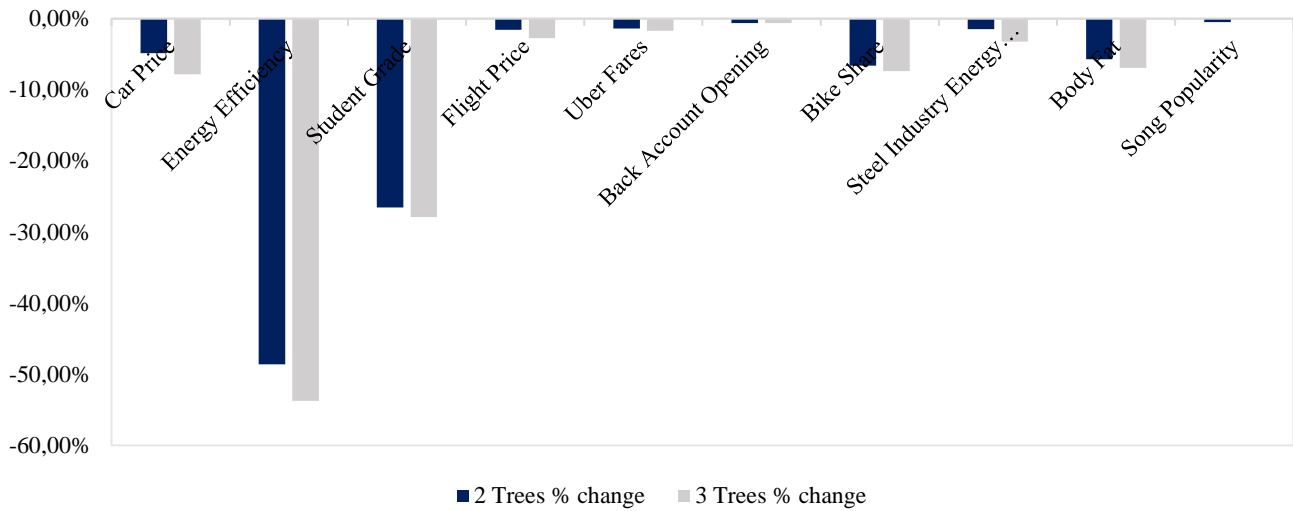 0,00%
-10,00%
-20,00%
-30,00%
-40,00%
-50,00%
-60,00%
Car Price
Energy Efficiency
Student Grade
Flight Price
Uber Fares
Back Account Opening
Bike Share
Steel Industry Energy…
Body Fat
Song Popularity
2 Trees % change
3 Trees % change